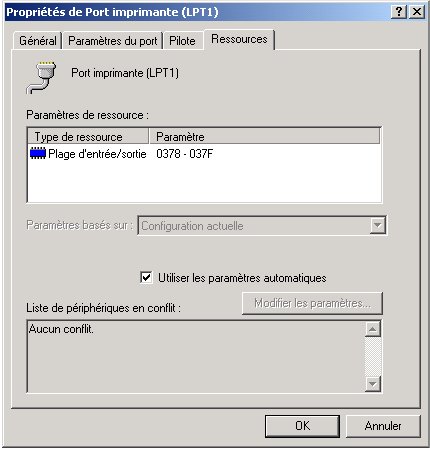 Propriétés de Port imprimante (LPT1)
Général Paramètres du port Pilote Ressources
Port imprimante (LPT1)
Paramètres de ressource :
Type de ressource Paramètre
Plage d'entrée/sortie 0378 - 037F
Paramètres basés sur : Configuration actuelle
Utiliser les paramètres automatiques
Modifier les paramètres...
Liste de périphériques en conflit :
Aucun conflit.
OK Annuler